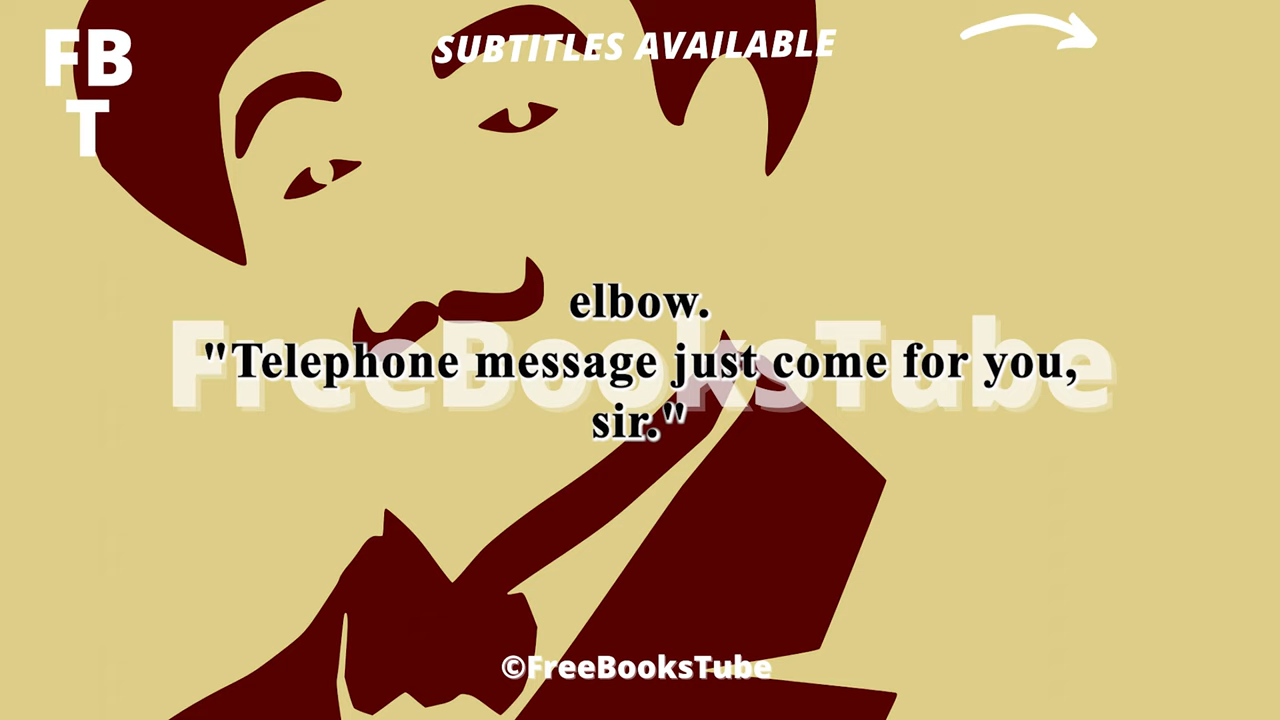 FB
T
SUBTITLES AVAILABLE
elbow.
"Telephone message just come for you,
sir."
FreeBooksTube
©FreeBooksTube